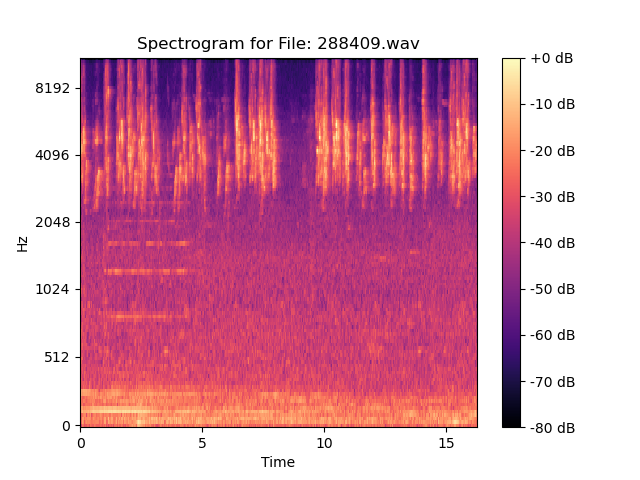 Spectrogram for File: 288409.wav
+0 dB
8192
-10 dB
4096
-20 dB
-30 dB
2048
-40 dB
Hz
1024
-50 dB
-60 dB
512
-70 dB
0
-80 dB
0
5
10
15
Time